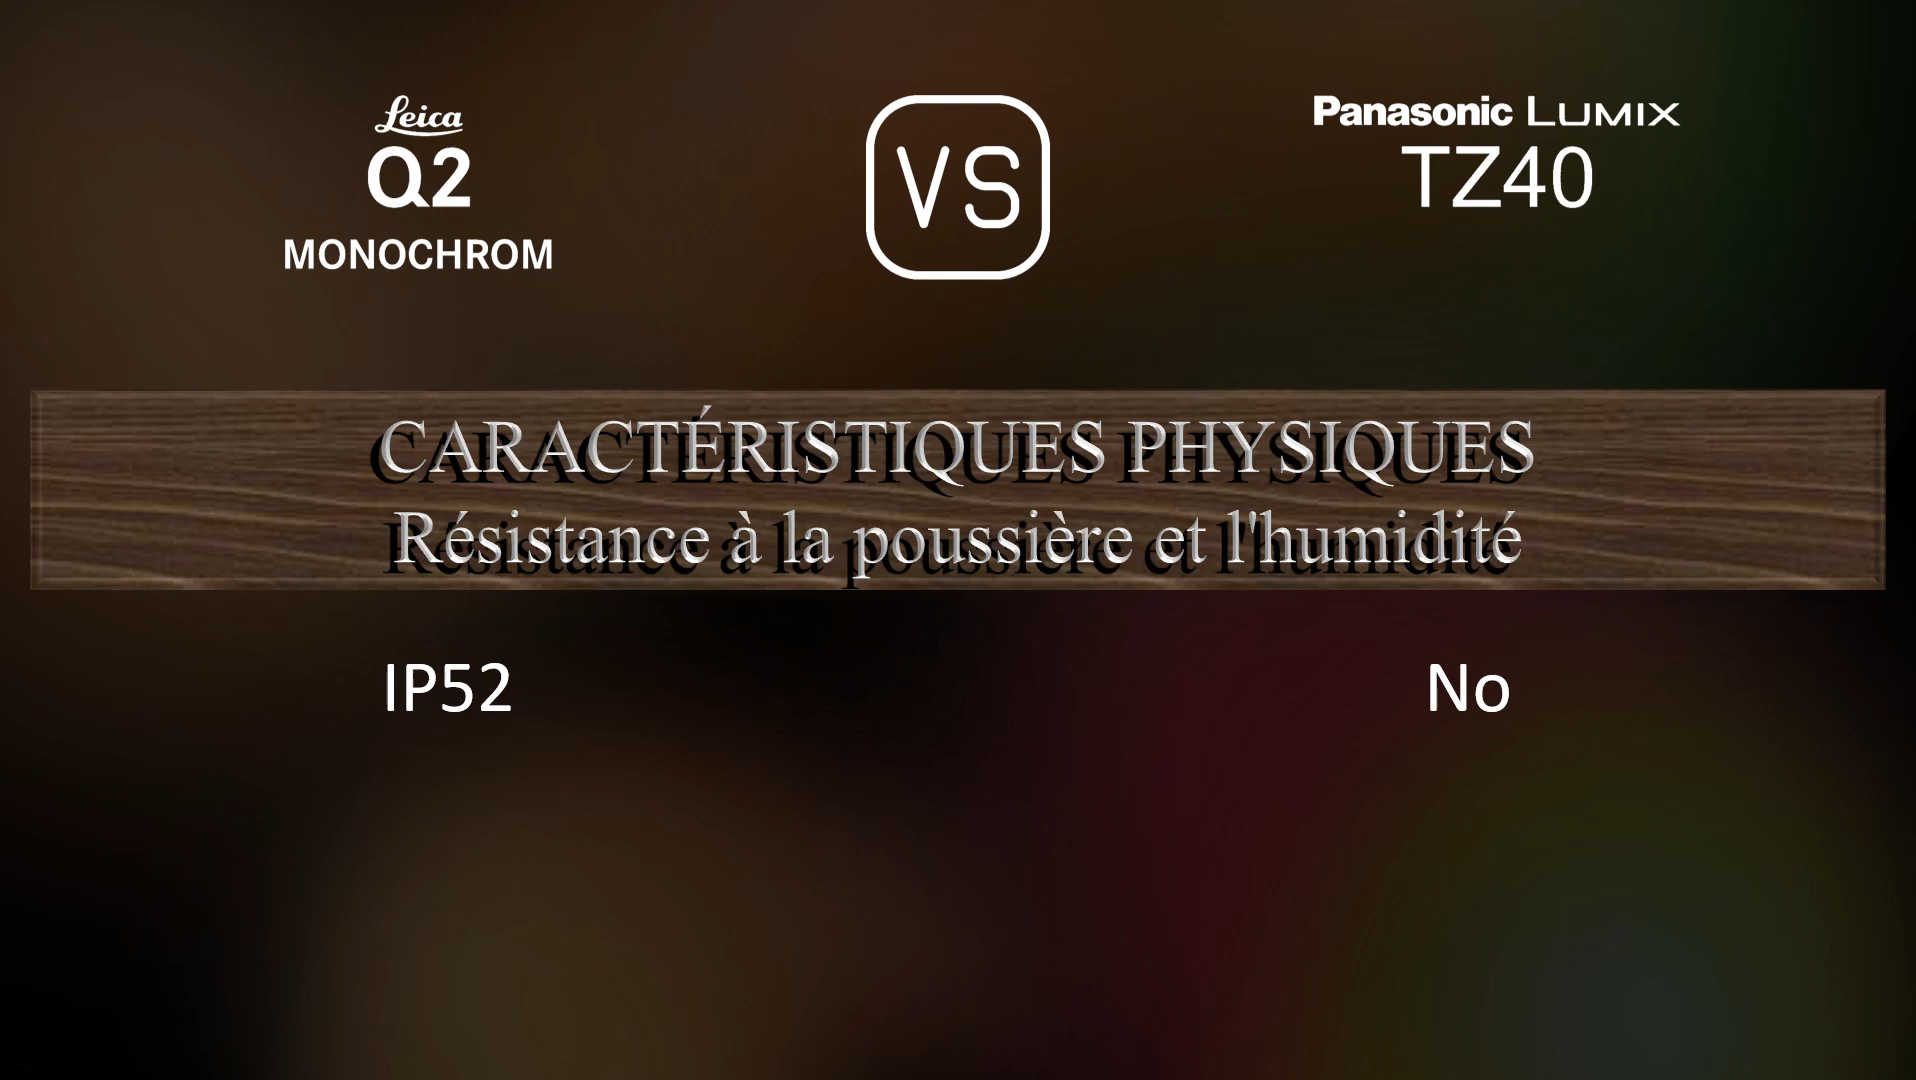 Leica
Q2
MONOCHROM
VS
Panasonic LUMIX
TZ40
CARACTÉRISTIQUES PHYSIQUES
Résistance à la poussière et l'humidité
IP52
No